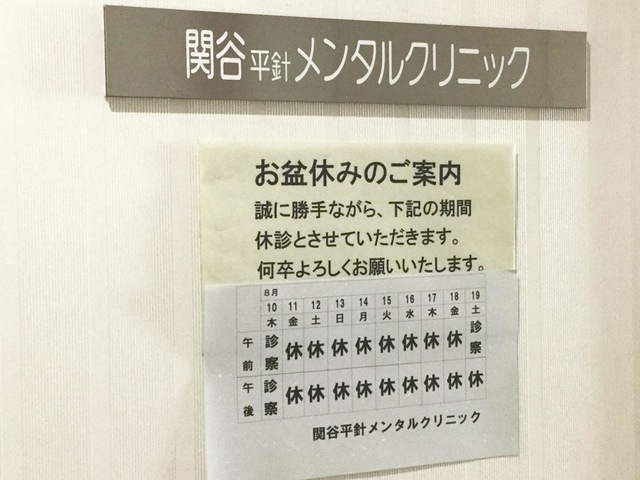 関谷平針メンタルクリニック
お盆休みのご案内
誠に勝手ながら、下記の期間
休診とさせていただきます。
何卒よろしくお願いいたします。
8月
10 11 12 13 14 15 16 17 18 19
木 金 土 日 月 火 水 木 金 土
午前 診察 休 休 休 休 休 休 休 休 診察
午後 診察 休 休 休 休 休 休 休 休 休
関谷平針メンタルクリニック